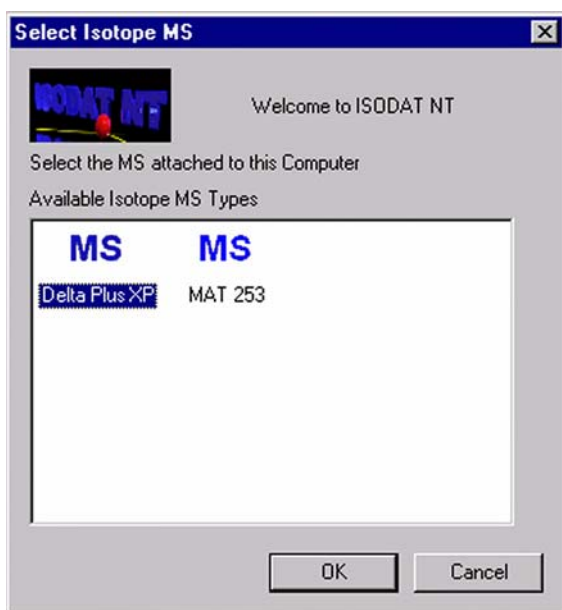 Select Isotope MS
ISODAT NT
Welcome to ISODAT NT
Select the MS attached to this Computer
Available Isotope MS Types
MS MS
Delta Plus XP MAT 253
OK Cancel